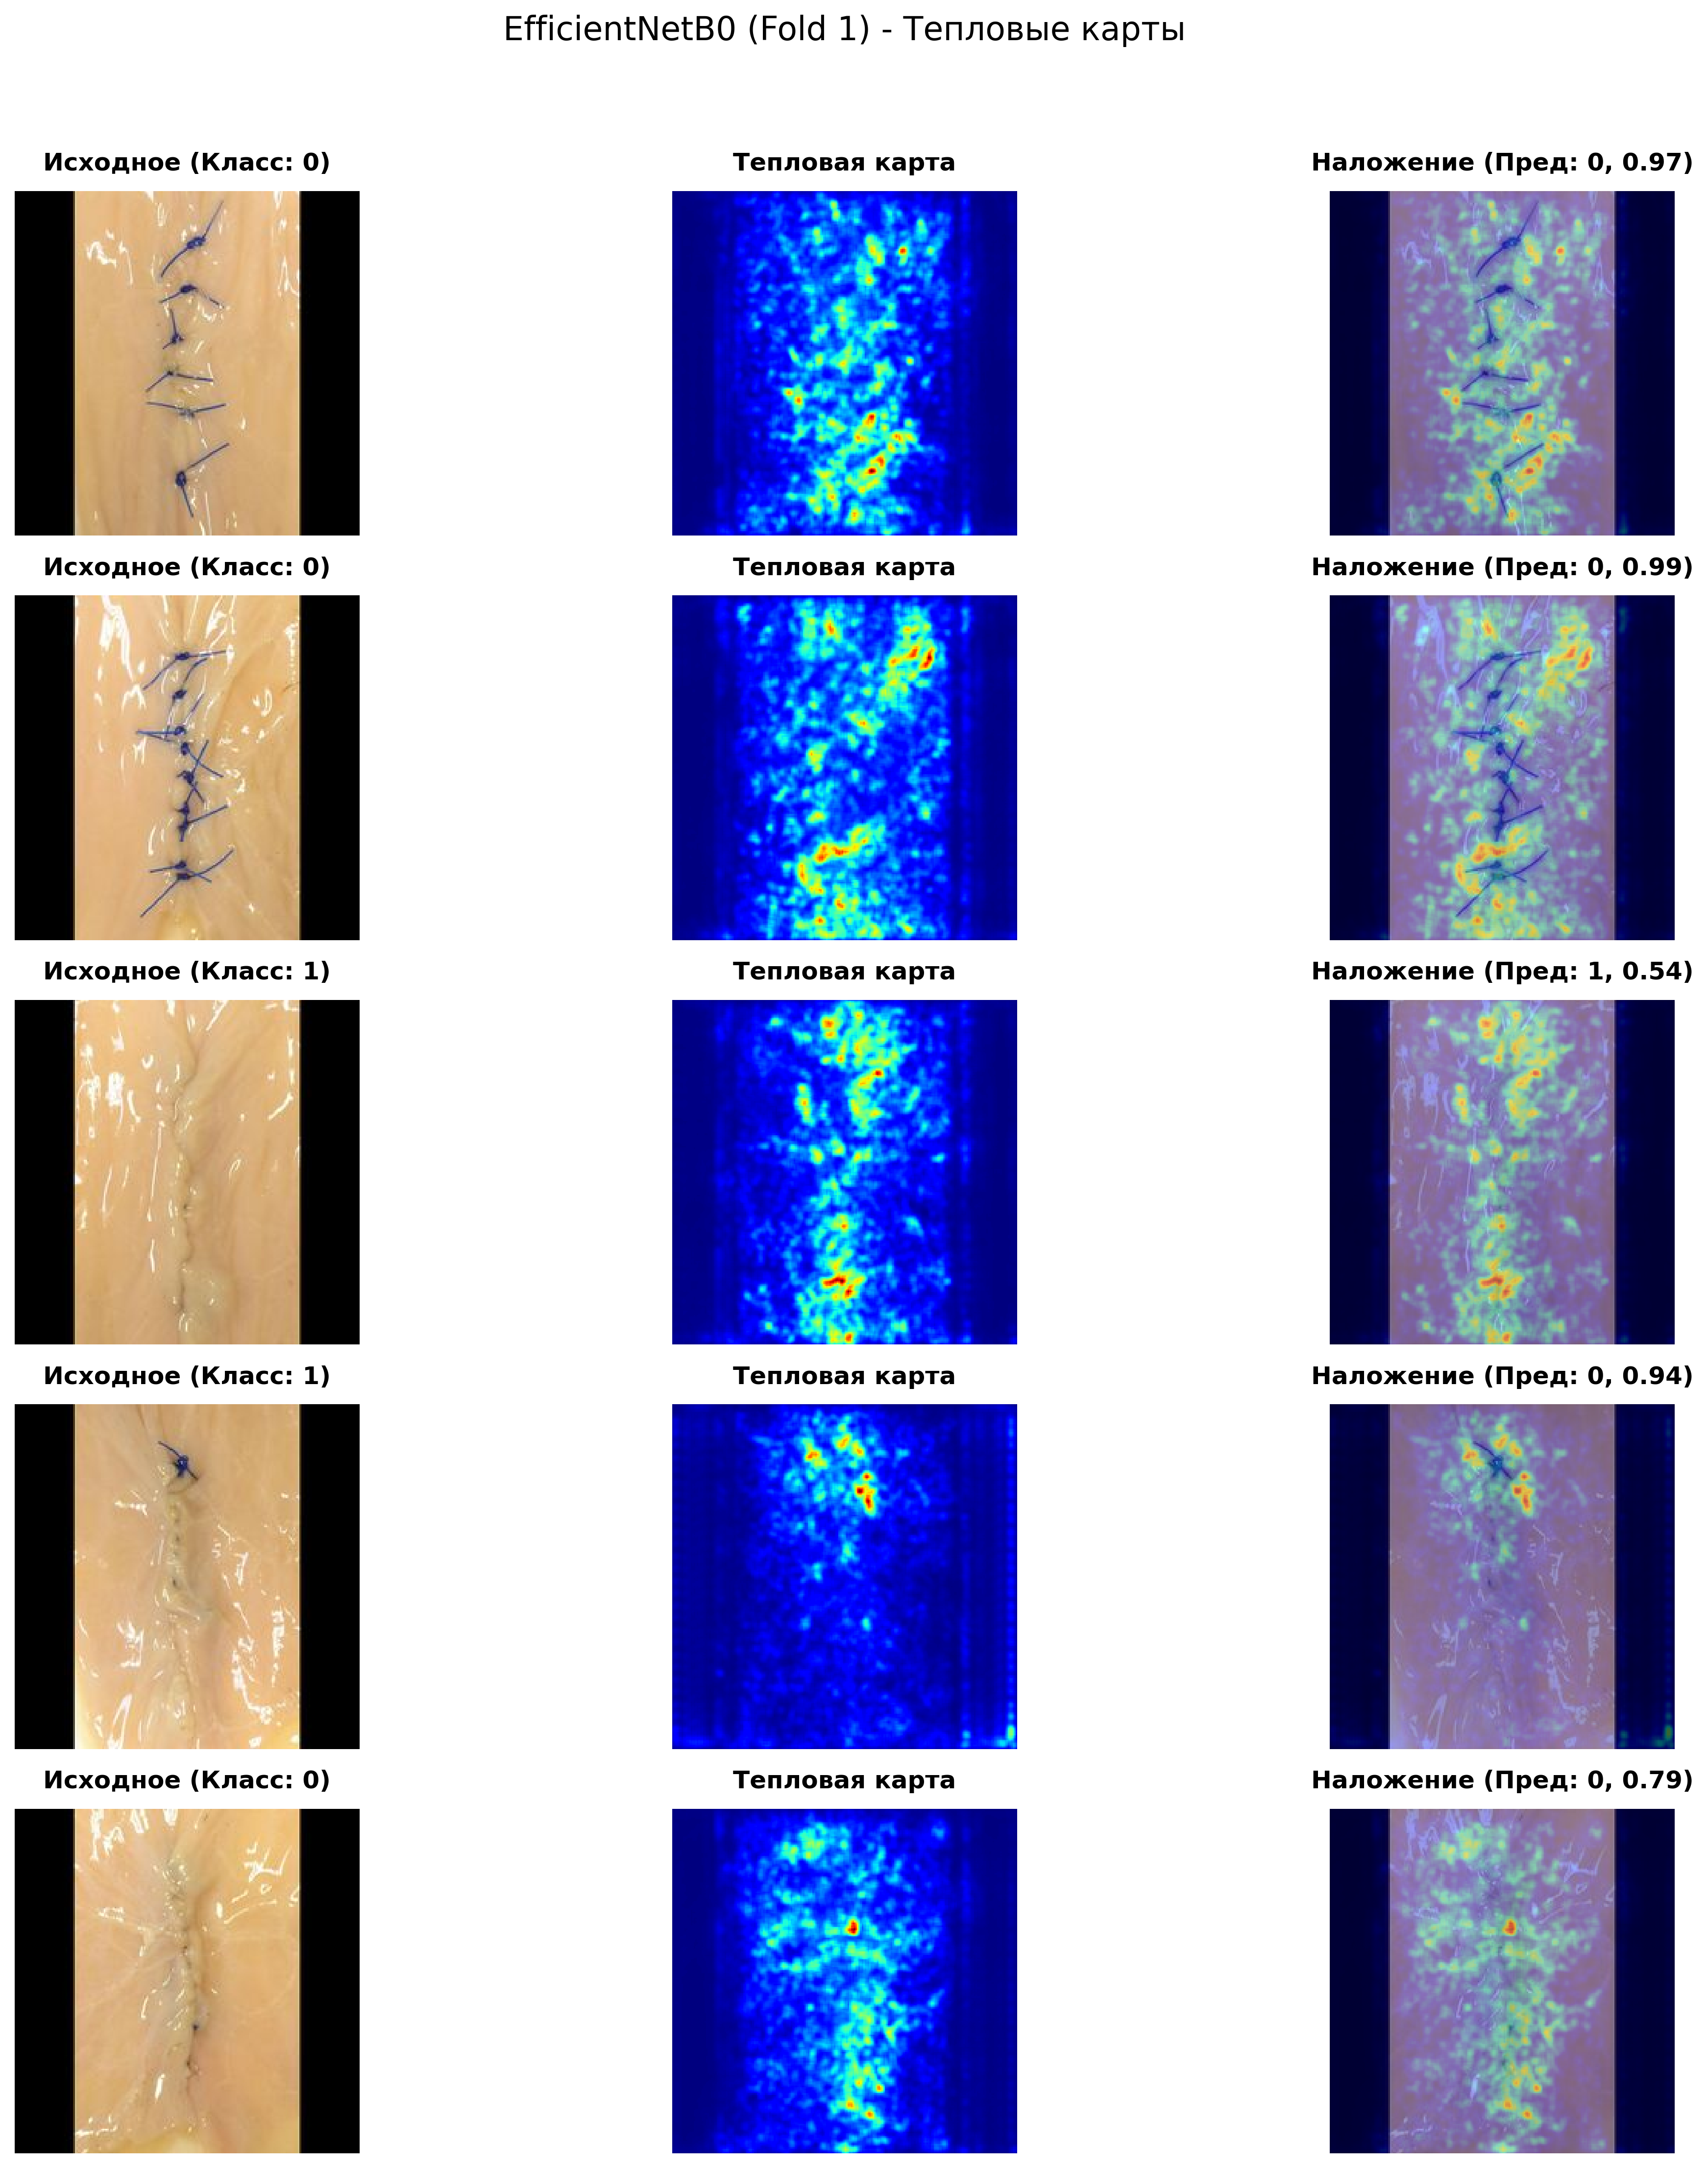 EfficientNetB0 (Fold 1) - Тепловые карты
Исходное (Класс: 0)
Тепловая карта
Наложение (Пред: 0, 0.97)
Исходное (Класс: 0)
Тепловая карта
Наложение (Пред: 0, 0.99)
Исходное (Класс: 1)
Тепловая карта
Наложение (Пред: 1, 0.54)
Исходное (Класс: 1)
Тепловая карта
Наложение (Пред: 0, 0.94)
Исходное (Класс: 0)
Тепловая карта
Наложение (Пред: 0, 0.79)